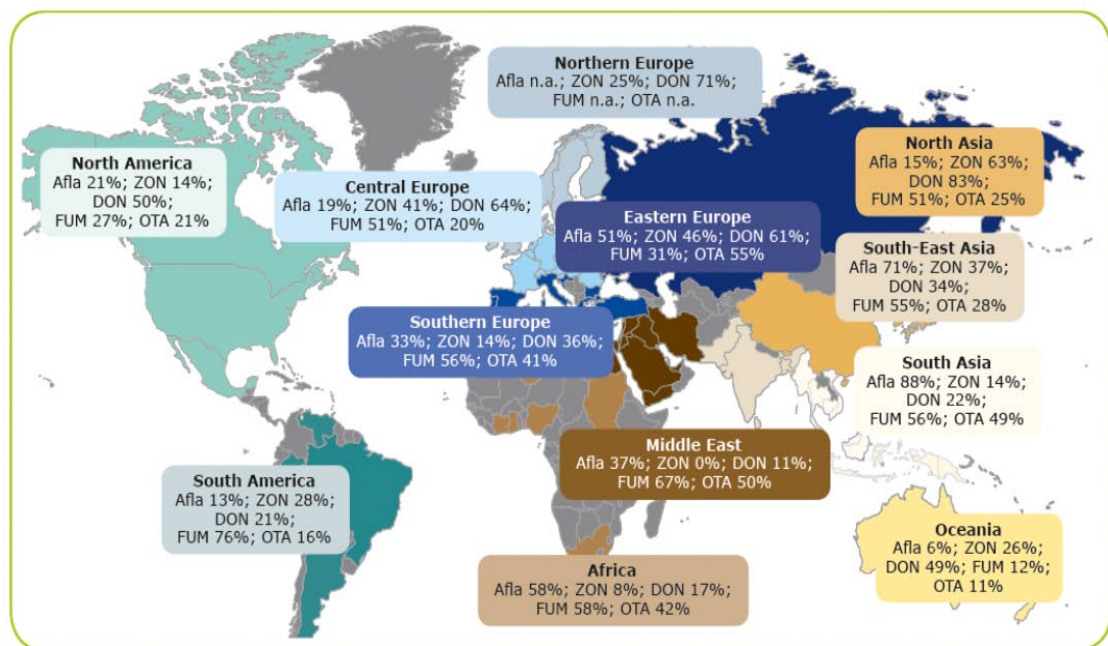 Northern Europe
Afla n.a.; ZON 25%; DON 71%;
FUM n.a.; OTA n.a.
North America
Afla 21%; ZON 14%;
DON 50%;
FUM 27%; OTA 21%
Central Europe
Afla 19%; ZON 41%; DON 64%;
FUM 51%; OTA 20%
North Asia
Afla 15%; ZON 63%;
DON 83%;
FUM 51%; OTA 25%
Eastern Europe
Afla 51%; ZON 46%; DON 61%;
FUM 31%; OTA 55%
South-East Asia
Afla 71%; ZON 37%;
DON 34%;
FUM 55%; OTA 28%
Southern Europe
Afla 33%; ZON 14%; DON 36%;
FUM 56%; OTA 41%
South Asia
Afla 88%; ZON 14%;
DON 22%;
FUM 56%; OTA 49%
Middle East
Afla 37%; ZON 0%; DON 11%;
FUM 67%; OTA 50%
South America
Afla 13%; ZON 28%;
DON 21%;
FUM 76%; OTA 16%
Oceania
Afla 6%; ZON 26%;
DON 49%; FUM 12%;
OTA 11%
Africa
Afla 58%; ZON 8%; DON 17%;
FUM 58%; OTA 42%